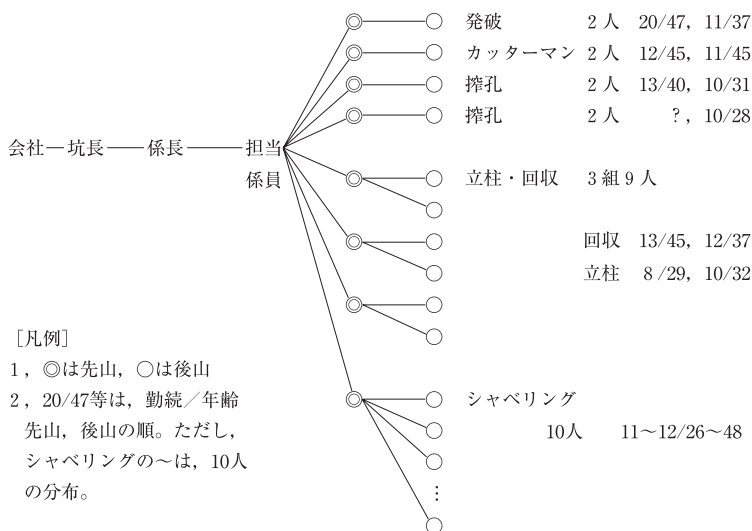 発破 2人 20/47，11/37
カッターマン 2人 12/45，11/45
搾孔 2人 13/40，10/31
搾孔 2人 ？，10/28
会社 坑長 係長 担当
係員
立柱・回収 3組9人
回収 13/45，12/37
立柱 8/29，10/32
［凡例］
1，◎は先山，○は後山
2，20/47等は，勤続／年齢
先山，後山の順。ただし，
シャベリングの～は，10人
の分布。
シャベリング
10人 11～12/26～48
⋮